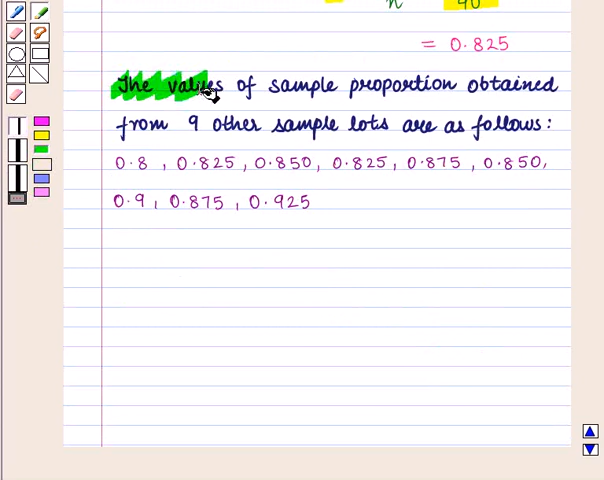 n
= 0.825
The values of sample proportion obtained
from 9 other sample lots are as follows:
0.8 , 0.825 , 0.850 , 0.825 , 0.875 , 0.850,
0.9 , 0.875 , 0.925